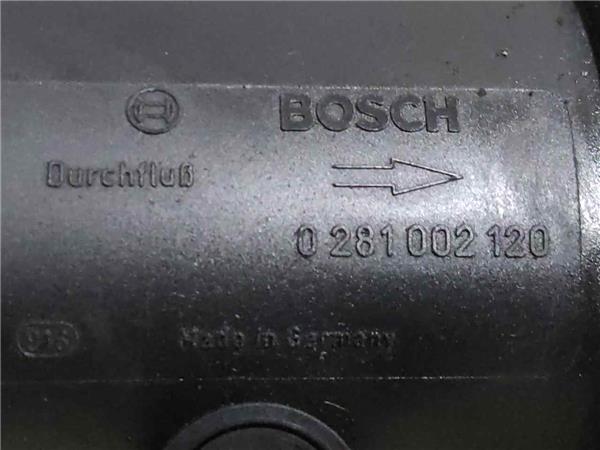 BOSCH
Durchfluß
0 281 002 120
Made in Germany